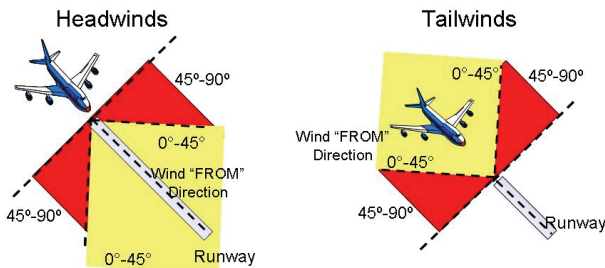 Headwinds
45º-90º
0°-45°
Wind “FROM”
Direction
45º-90º
0°-45°
Runway
Tailwinds
0°-45°
45º-90º
Wind “FROM”
Direction
0°-45°
45º-90º
Runway